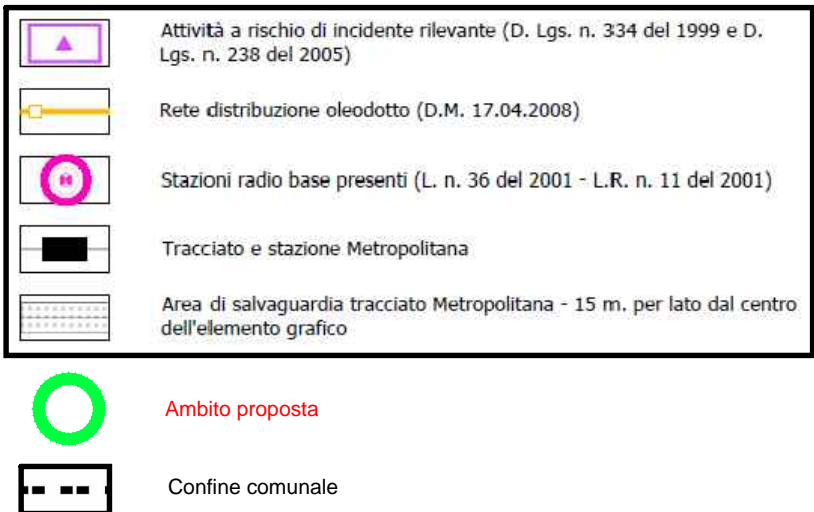 Attività a rischio di incidente rilevante (D. Lgs. n. 334 del 1999 e D.
Lgs. n. 238 del 2005)
Rete distribuzione oleodotto (D.M. 17.04.2008)
Stazioni radio base presenti (L. n. 36 del 2001 - L.R. n. 11 del 2001)
Tracciato e stazione Metropolitana
Area di salvaguardia tracciato Metropolitana - 15 m. per lato dal centro
dell'elemento grafico
Ambito proposta
Confine comunale